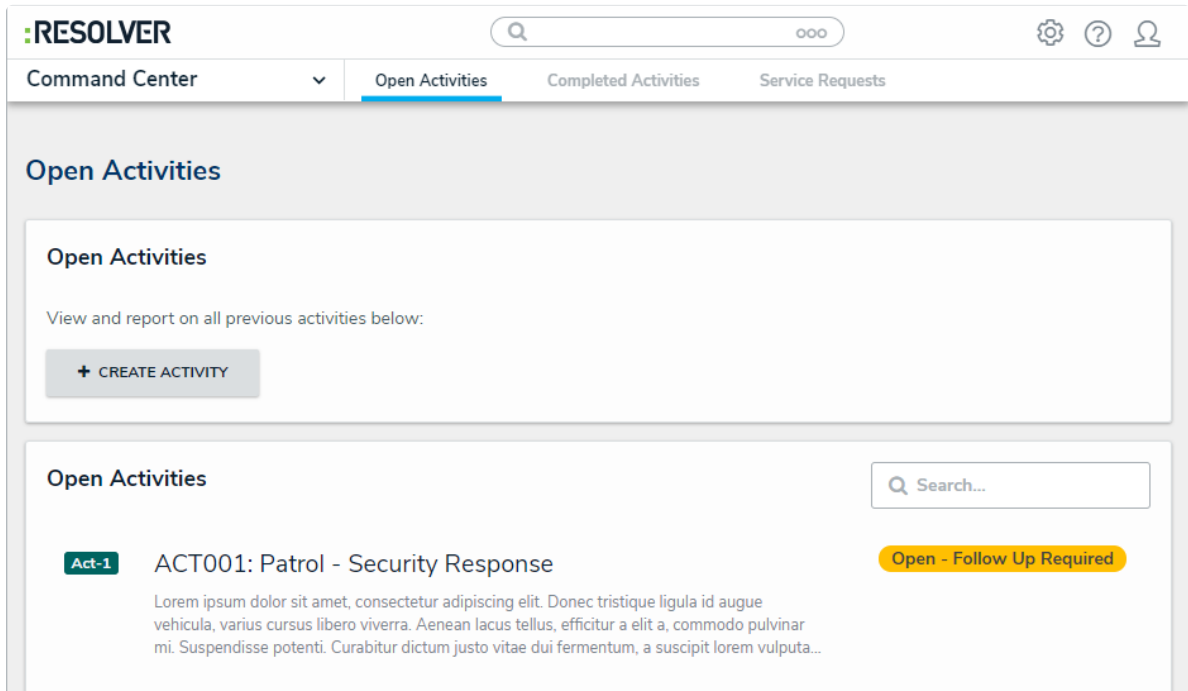 :RESOLVER
ooo
?
Command Center
Open Activities
Completed Activities
Service Requests
Open Activities
Open Activities
View and report on all previous activities below:
+ CREATE ACTIVITY
Open Activities
Search...
Act-1
ACT001: Patrol - Security Response
Open - Follow Up Required
Lorem ipsum dolor sit amet, consectetur adipiscing elit. Donec tristique ligula id augue
vehicula, varius cursus libero viverra. Aenean lacus tellus, efficitur a elit a, commodo pulvinar
mi. Suspendisse potenti. Curabitur dictum justo vitae dui fermentum, a suscipit lorem vulputa...